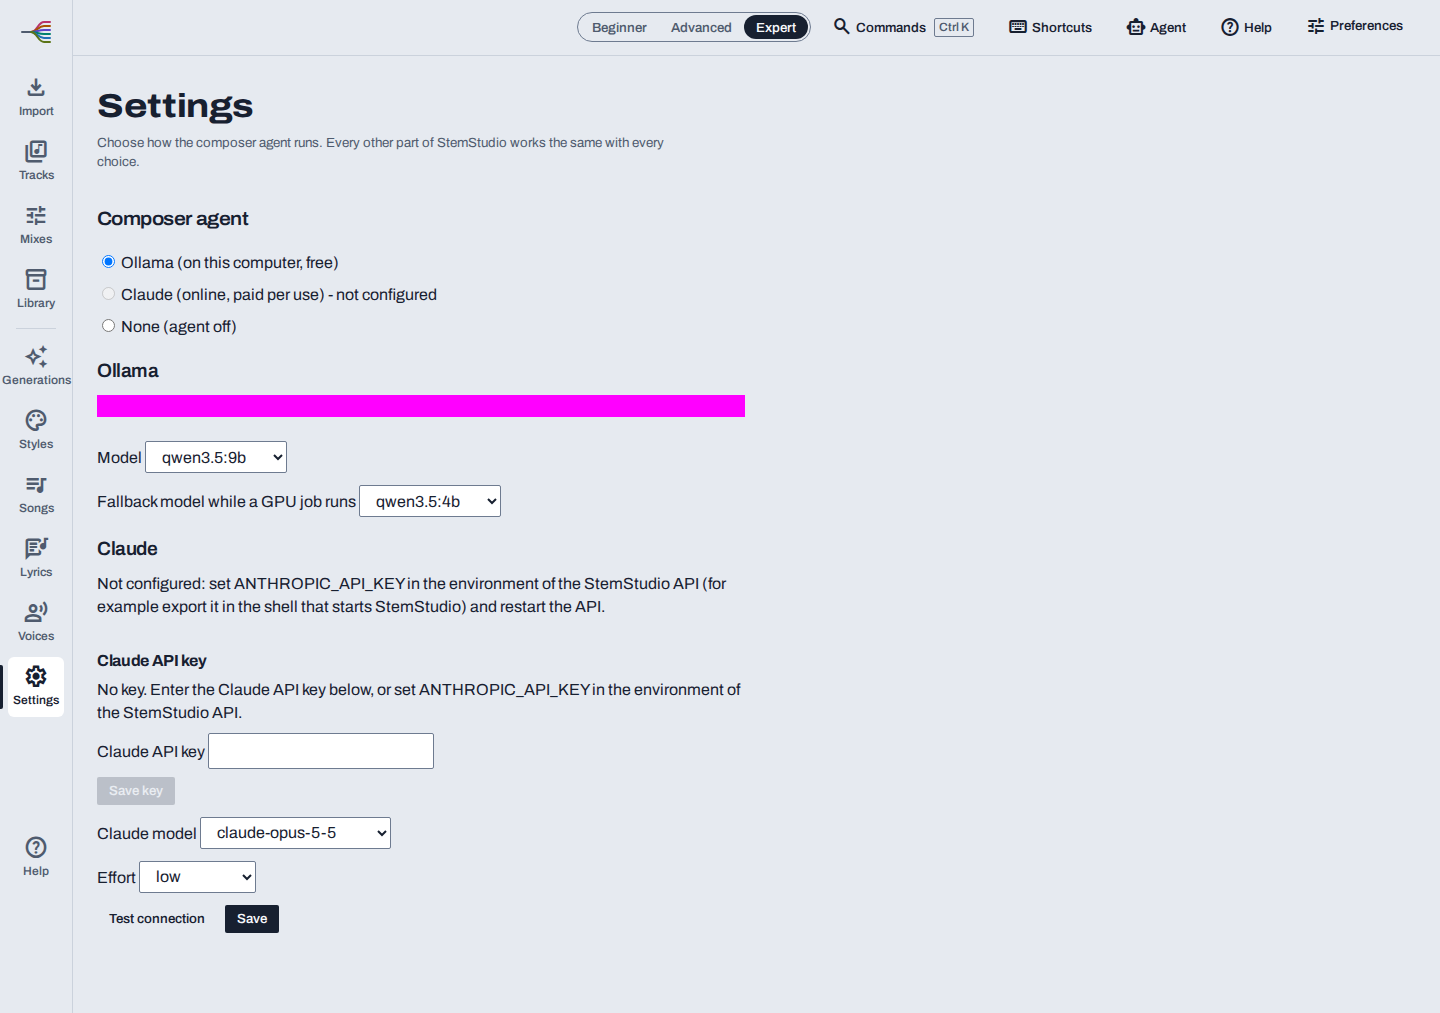 Beginner
Advanced
Expert
Commands
Ctrl K
Shortcuts
Agent
Help
Preferences
Import
Tracks
Mixes
Library
Generations
Styles
Songs
Lyrics
Voices
Settings
Help
Settings
Choose how the composer agent runs. Every other part of StemStudio works the same with every
choice.
Composer agent
Ollama (on this computer, free)
Claude (online, paid per use) - not configured
None (agent off)
Ollama
Model qwen3.5:9b
Fallback model while a GPU job runs qwen3.5:4b
Claude
Not configured: set ANTHROPIC_API_KEY in the environment of the StemStudio API (for
example export it in the shell that starts StemStudio) and restart the API.
Claude API key
No key. Enter the Claude API key below, or set ANTHROPIC_API_KEY in the environment of
the StemStudio API.
Claude API key
Save key
Claude model claude-opus-5-5
Effort low
Test connection
Save